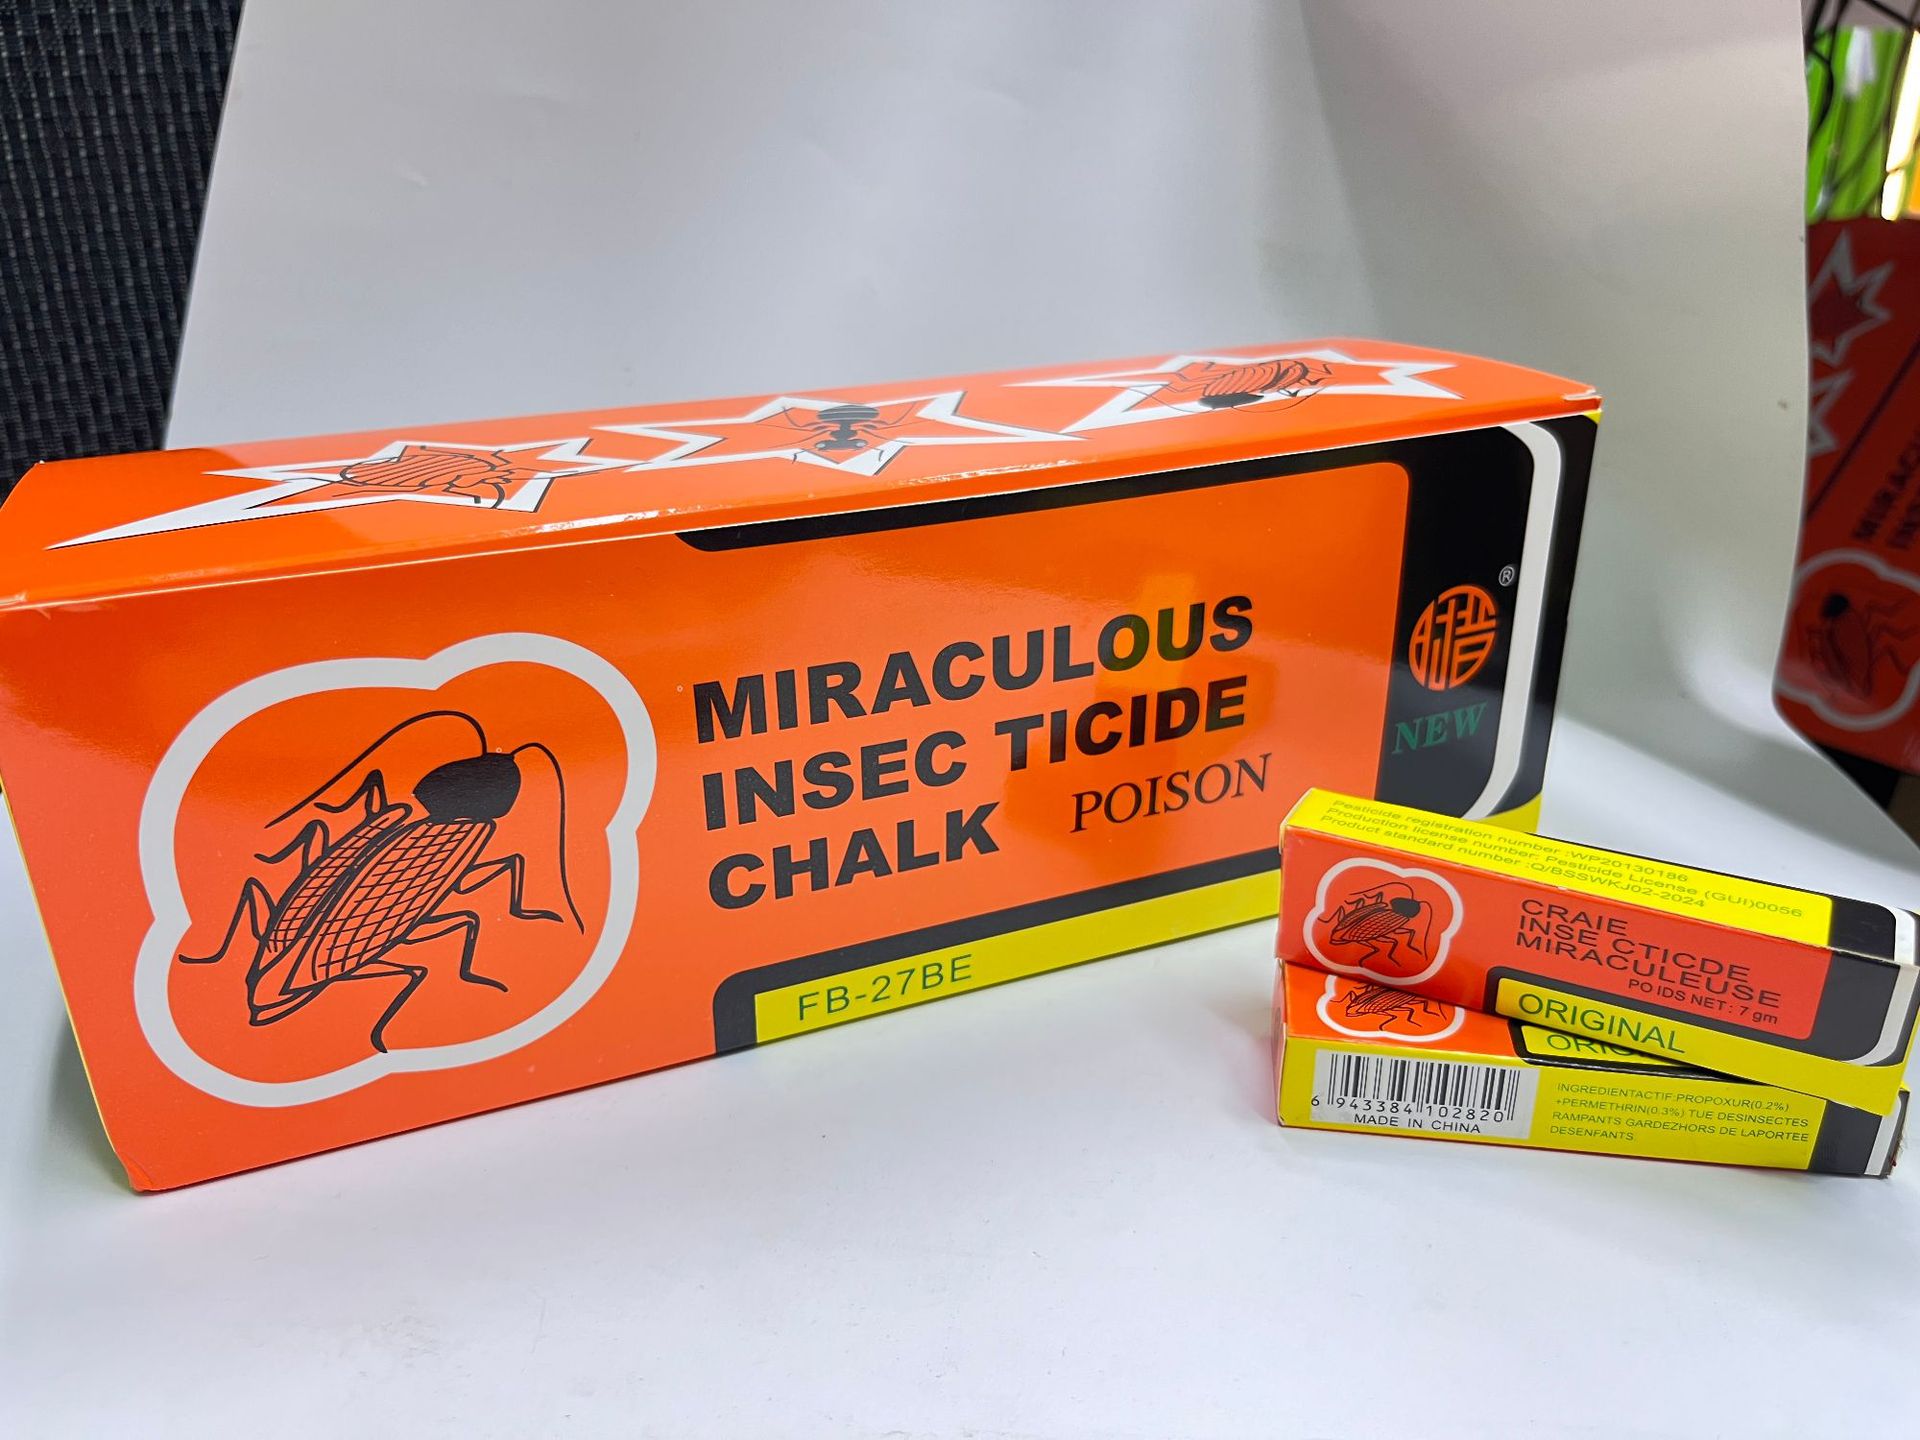 MIRACULOUS
INSEC TICIDE
CHALK POISON
FB-27BE
®
NEW
Pesticide registration number :WP20130186
Production license number: Pesticide License (GUI)0056
Product standard number :Q/BSSWKJ02-2024
CRAIE
INSE CTICDE
MIRACULEUSE
PO IDS NET : 7 gm
ORIGINAL
6 943384 102820
MADE IN CHINA
INGREDIENTACTIF:PROPOXUR(0.2%)
+PERMETHRIN(0.3%) TUE DESINSECTES
RAMPANTS GARDEZHORS DE LAPORTEE
DESENFANTS.